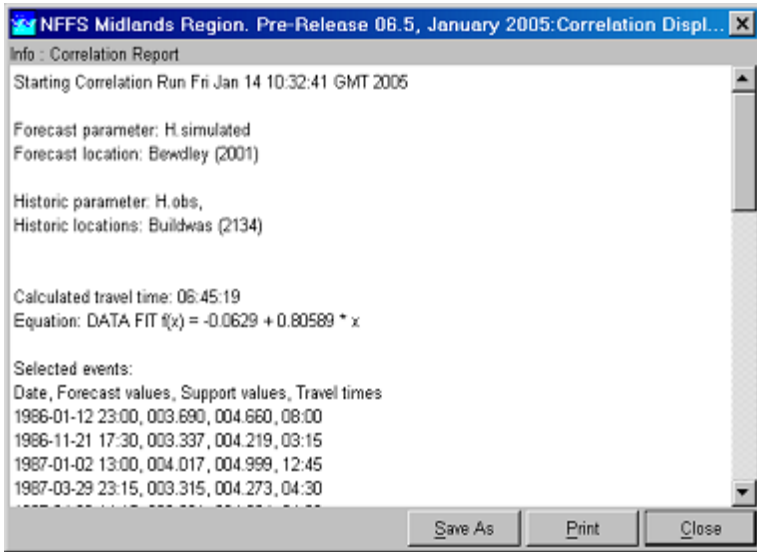 NFFS Midlands Region. Pre-Release 06.5, January 2005:Correlation Displ...
Info : Correlation Report
Starting Correlation Run Fri Jan 14 10:32:41 GMT 2005
Forecast parameter: H.simulated
Forecast location: Bewdley (2001)
Historic parameter: H.obs,
Historic locations: Buildwas (2134)
Calculated travel time: 06:45:19
Equation: DATA FIT f(x) = -0.0629 + 0.80589 * x
Selected events:
Date, Forecast values, Support values, Travel times
1986-01-12 23:00, 003.690, 004.660, 08:00
1986-11-21 17:30, 003.337, 004.219, 03:15
1987-01-02 13:00, 004.017, 004.999, 12:45
1987-03-29 23:15, 003.315, 004.273, 04:30
Save As Print Close